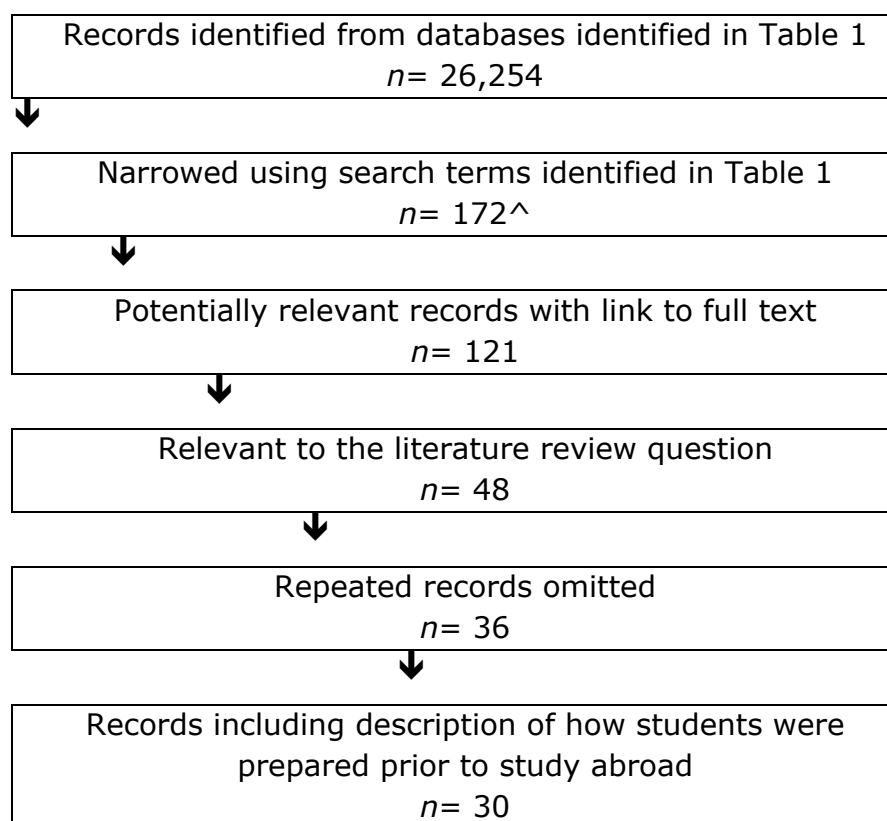 Records identified from databases identified in Table 1
n= 26,254
Narrowed using search terms identified in Table 1
n= 172^
Potentially relevant records with link to full text
n= 121
Relevant to the literature review question
n= 48
Repeated records omitted
n= 36
Records including description of how students were
prepared prior to study abroad
n= 30